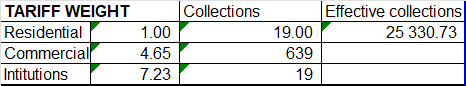 TARIFF WEIGHT Collections Effective collections
Residential 1.00 19.00 25 330.73
Commercial 4.65 639
Intitutions 7.23 19